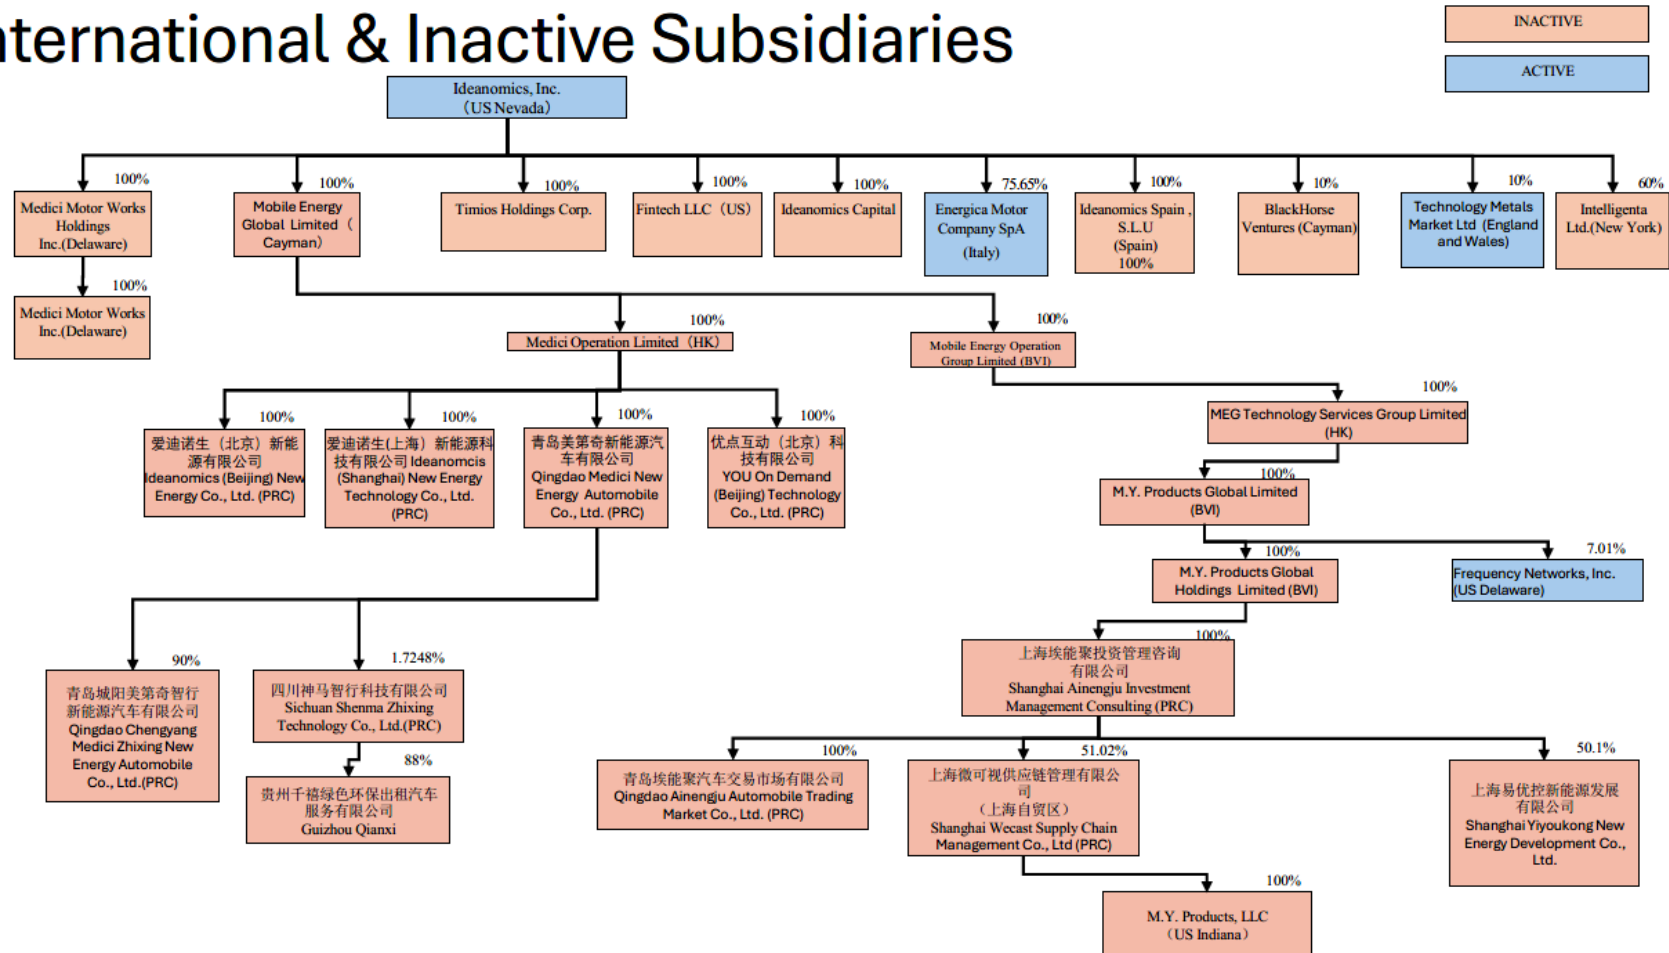 nternational & Inactive Subsidiaries
INACTIVE
ACTIVE
Ideanomics, Inc.
（US Nevada）
100%
Medici Motor Works
Holdings
Inc.(Delaware)
100%
Mobile Energy
Global Limited（
Cayman）
100%
Timios Holdings Corp.
100%
Fintech LLC（US）
100%
Ideanomics Capital
75.65%
Energica Motor
Company SpA
(Italy)
100%
Ideanomics Spain ,
S.L.U
(Spain)
100%
10%
BlackHorse
Ventures (Cayman)
10%
Technology Metals
Market Ltd (England
and Wales)
60%
Intelligenta
Ltd.(New York)
100%
Medici Motor Works
Inc.(Delaware)
100%
Medici Operation Limited（HK）
100%
Mobile Energy Operation
Group Limited (BVI)
100%
MEG Technology Services Group Limited
(HK)
100%
爱迪诺生（北京）新能
源有限公司
Ideanomics (Beijing) New
Energy Co., Ltd. (PRC)
100%
爱迪诺生(上海）新能源科
技有限公司 Ideanomcis
(Shanghai) New Energy
Technology Co., Ltd.
(PRC)
100%
青岛美第奇新能源汽
车有限公司
Qingdao Medici New
Energy Automobile
Co., Ltd. (PRC)
100%
优点互动（北京）科
技有限公司
YOU On Demand
(Beijing) Technology
Co., Ltd. (PRC)
100%
M.Y. Products Global Limited
(BVI)
100%
M.Y. Products Global
Holdings Limited (BVI)
7.01%
Frequency Networks, Inc.
(US Delaware)
100%
上海埃能聚投资管理咨询
有限公司
Shanghai Ainengju Investment
Management Consulting (PRC)
90%
青岛城阳美第奇智行
新能源汽车有限公司
Qingdao Chengyang
Medici Zhixing New
Energy Automobile
Co., Ltd.(PRC)
1.7248%
四川神马智行科技有限公司
Sichuan Shenma Zhixing
Technology Co., Ltd.(PRC)
88%
贵州千禧绿色环保出租汽车
服务有限公司
Guizhou Qianxi
100%
青岛埃能聚汽车交易市场有限公司
Qingdao Ainengju Automobile Trading
Market Co., Ltd. (PRC)
51.02%
上海微可视供应链管理有限公
司
（上海自贸区）
Shanghai Wecast Supply Chain
Management Co., Ltd (PRC)
50.1%
上海易优控新能源发展
有限公司
Shanghai Yiyoukong New
Energy Development Co.,
Ltd.
100%
M.Y. Products, LLC
（US Indiana）